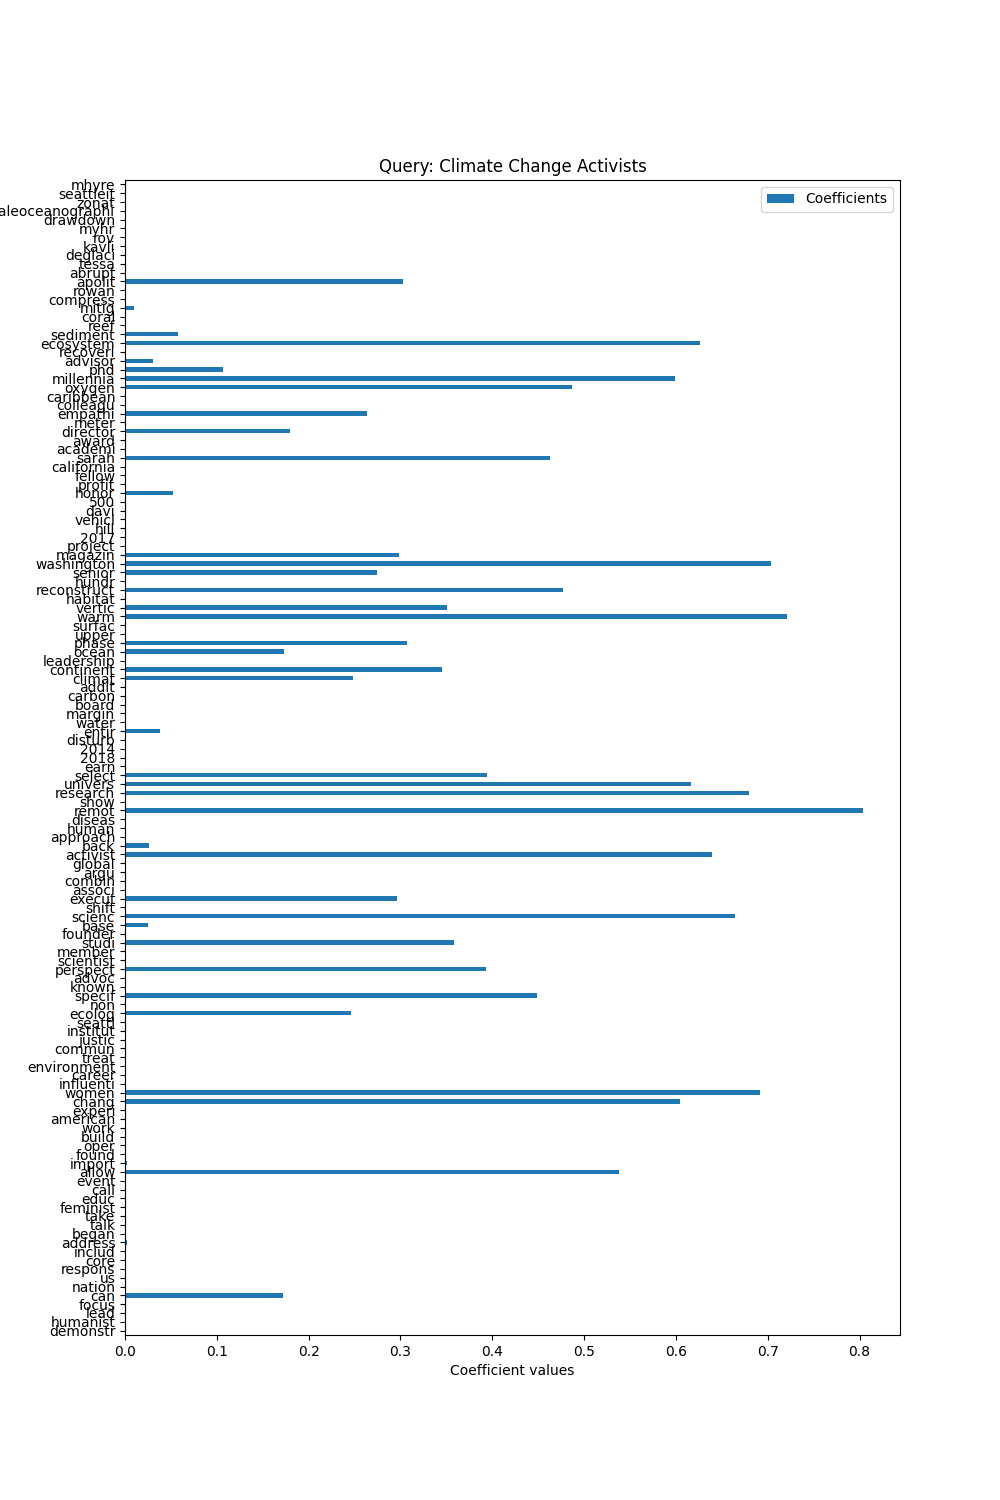 Query: Climate Change Activists
Coefficients
mhyre
seattleit
zonat
aleoceanographi
drawdown
myhr
fov
kavli
deglaci
tessa
abrupt
apolit
rowan
compress
mitig
coral
reef
sediment
ecosystem
recoveri
advisor
phd
millennia
oxygen
caribbean
colleagu
empathi
meter
director
award
academi
sarah
california
fellow
profit
honor
500
davi
vehicl
hill
2017
project
magazin
washington
senior
hundr
reconstruct
habitat
vertic
warm
surfac
upper
phase
ocean
leadership
continent
climat
addit
carbon
board
margin
water
entir
disturb
2014
2018
earn
select
univers
research
show
remot
diseas
human
approach
back
activist
global
argu
combin
associ
execut
shift
scienc
base
founder
studi
member
scientist
perspect
advoc
known
specif
non
ecolog
seattl
institut
justic
commun
treat
environment
career
influenti
women
chang
experi
american
work
build
oper
found
import
allow
event
call
educ
feminist
take
talk
began
address
includ
core
respons
us
nation
can
focus
lead
humanist
demonstr
0.0 0.1 0.2 0.3 0.4 0.5 0.6 0.7 0.8
Coefficient values